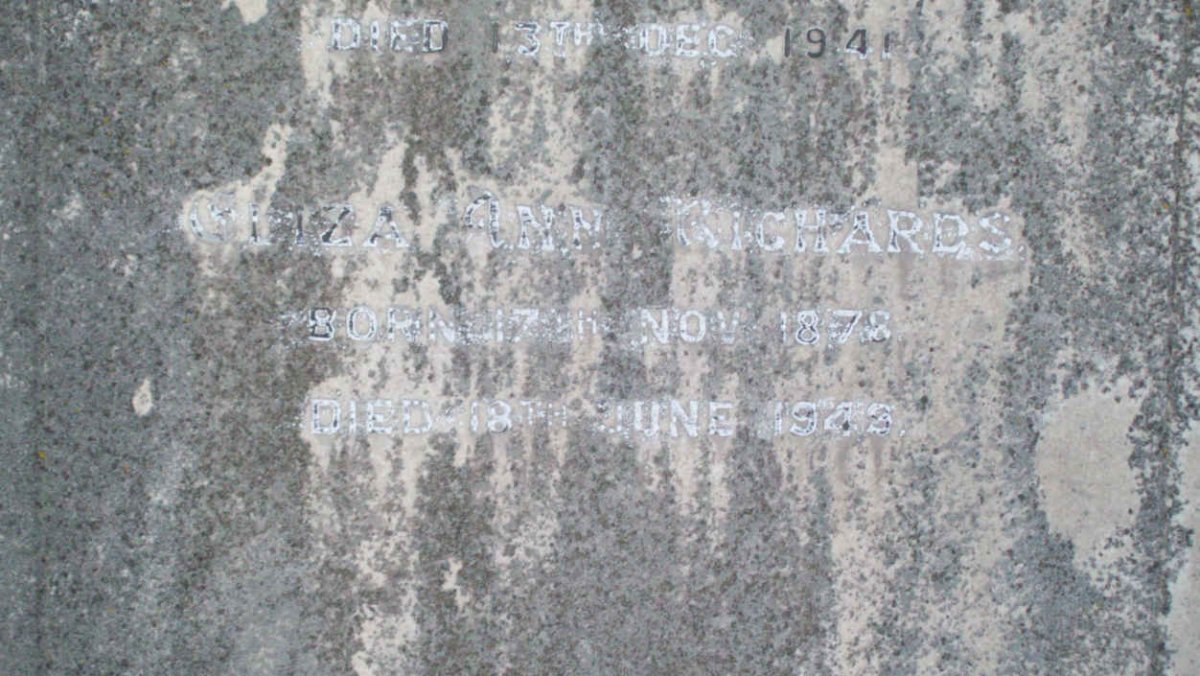 DIED 13TH DEC 1941
ELIZA ANN RICHARDS.
BORN 17TH NOV 1878.
DIED 18TH JUNE 1949.